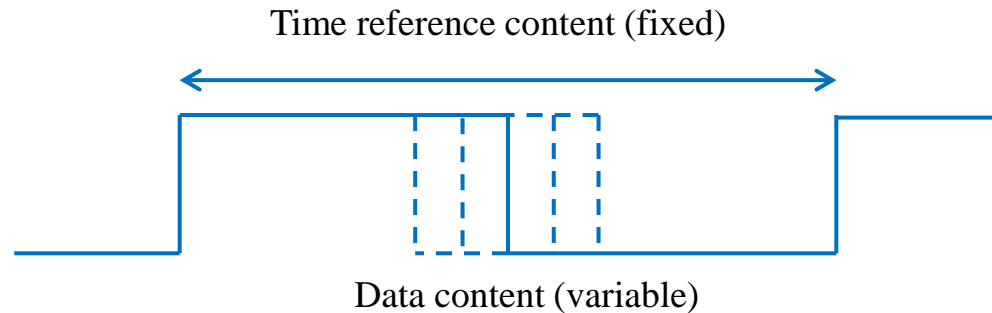 Time reference content (fixed)
Data content (variable)